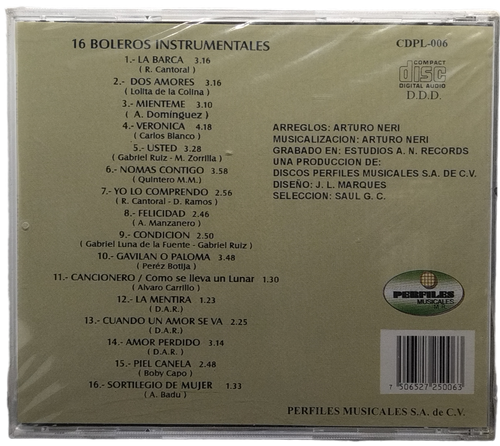 16 BOLEROS INSTRUMENTALES
1.- LA BARCA 3.16
( R. Cantoral )
2.- DOS AMORES 3.16
( Lolita de la Colina )
3.- MIENTEME 3.10
( A. Domínguez )
4.- VERONICA 4.18
( Carlos Blanco )
5.- USTED 3.28
( Gabriel Ruiz - M. Zorrilla )
6.- NOMAS CONTIGO 3.58
( Quintero M.M. )
7.- YO LO COMPRENDO 2.56
( R. Cantoral - D. Ramos )
8.- FELICIDAD 2.46
( A. Manzanero )
9.- CONDICION 2.50
( Gabriel Luna de la Fuente - Gabriel Ruiz )
10.- GAVILAN O PALOMA 3.48
( Peréz Botija )
11.- CANCIONERO / Como se lleva un Lunar 1.30
( Alvaro Carrillo )
12.- LA MENTIRA 1.23
( D.A.R. )
13.- CUANDO UN AMOR SE VA 2.25
( D.A.R. )
14.- AMOR PERDIDO 3.14
( D.A.R. )
15.- PIEL CANELA 2.48
( Boby Capo )
16.- SORTILEGIO DE MUJER 1.33
( A. Badu )
CDPL-006
COMPACT
disc
DIGITAL AUDIO
D.D.D.
ARREGLOS: ARTURO NERI
MUSICALIZACION: ARTURO NERI
GRABADO EN: ESTUDIOS A. N. RECORDS
UNA PRODUCCION DE:
DISCOS PERFILES MUSICALES S.A. DE C.V.
DISEÑO: J. L. MARQUES
SELECCION: SAUL G. C.
PERFILES
MUSICALES
7 506527 250063
PERFILES MUSICALES S.A. de C.V.